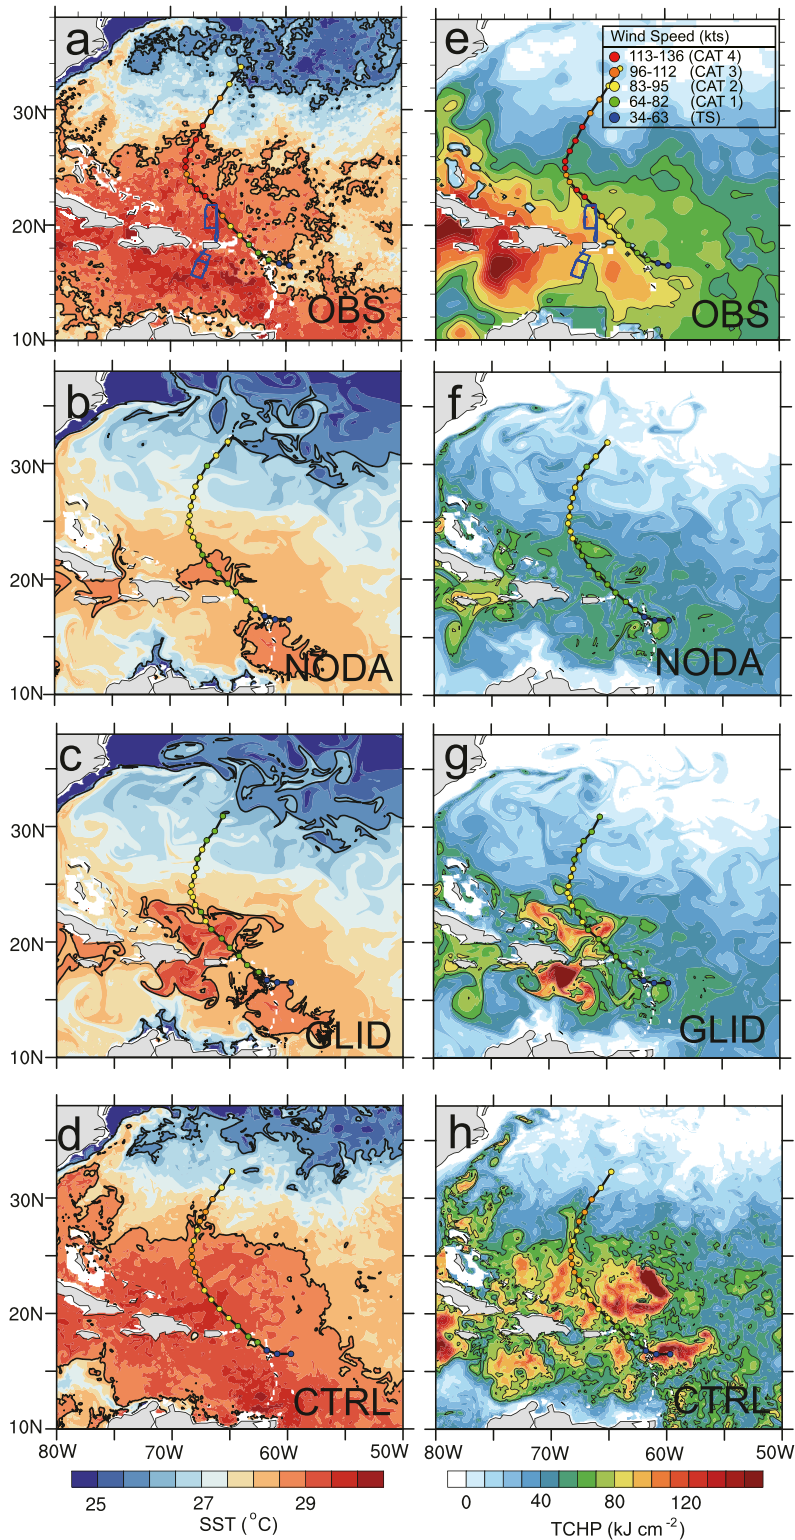 a
e
Wind Speed (kts)
113-136 (CAT 4)
96-112 (CAT 3)
83-95 (CAT 2)
64-82 (CAT 1)
34-63 (TS)
30N
20N
10N
OBS
OBS
b
f
30N
20N
10N
NODA
NODA
c
g
30N
20N
10N
GLID
GLID
d
h
30N
20N
10N
CTRL
CTRL
80W 70W 60W 50W
80W 70W 60W 50W
25 27 29
SST (°C)
0 40 80 120
TCHP (kJ cm-2)